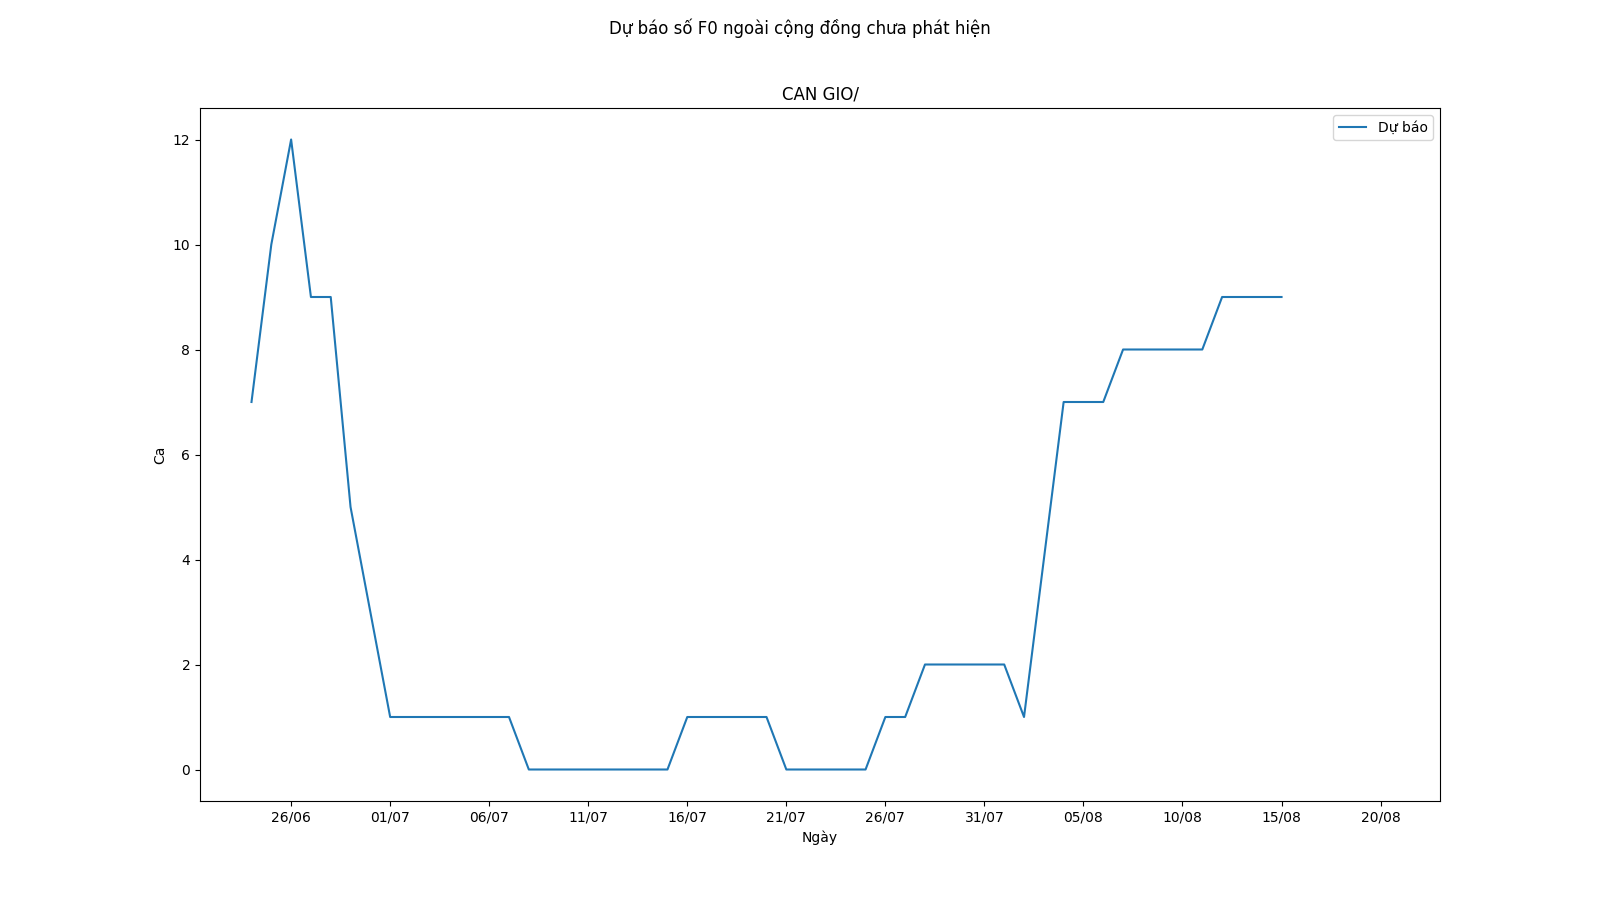 Dự báo số F0 ngoài cộng đồng chưa phát hiện
CAN GIO/
Dự báo
12
10
8
6
4
2
0
Ca
26/06 01/07 06/07 11/07 16/07 21/07 26/07 31/07 05/08 10/08 15/08 20/08
Ngày